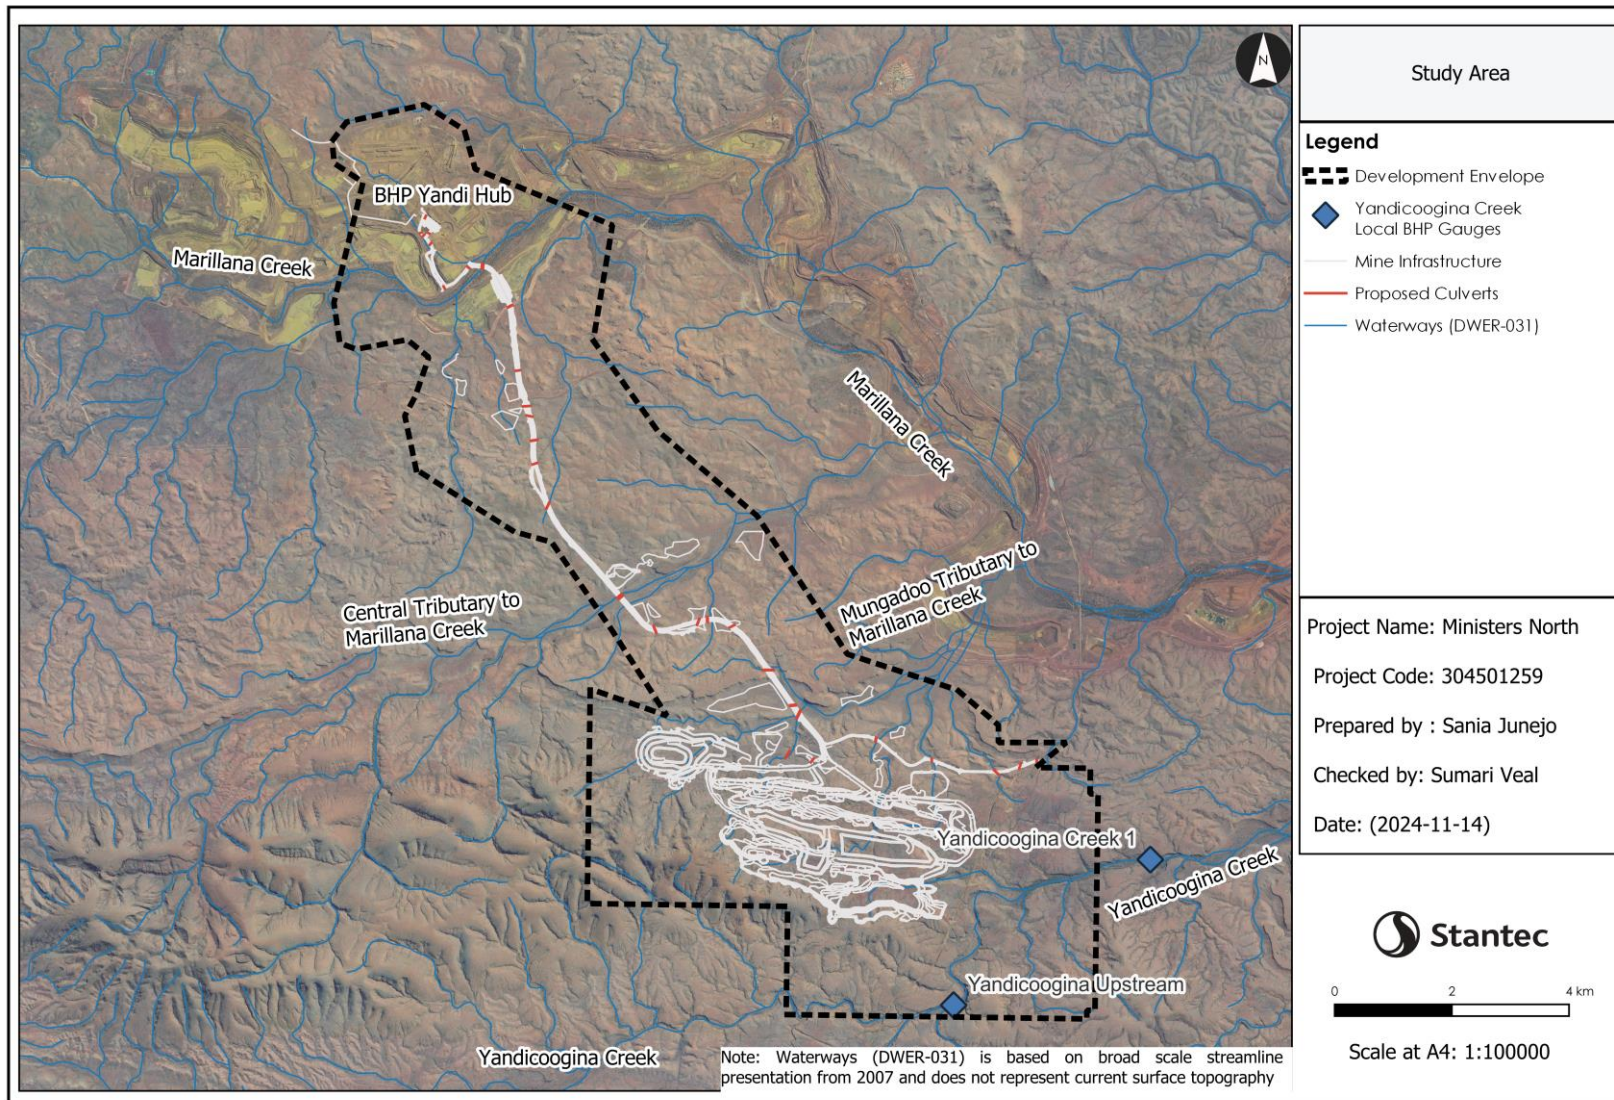 N
Study Area
Legend
Development Envelope
Yandicoogina Creek
Local BHP Gauges
Mine Infrastructure
Proposed Culverts
Waterways (DWER-031)
BHP Yandi Hub
Marillana Creek
Marillana Creek
Central Tributary to
Marillana Creek
Mungadoo Tributary to
Marillana Creek
Yandicoogina Creek 1
Yandicoogina Creek
Yandicoogina Upstream
Yandicoogina Creek
Note: Waterways (DWER-031) is based on broad scale streamline
presentation from 2007 and does not represent current surface topography
Project Name: Ministers North
Project Code: 304501259
Prepared by : Sania Junejo
Checked by: Sumari Veal
Date: (2024-11-14)
Stantec
0 2 4 km
Scale at A4: 1:100000